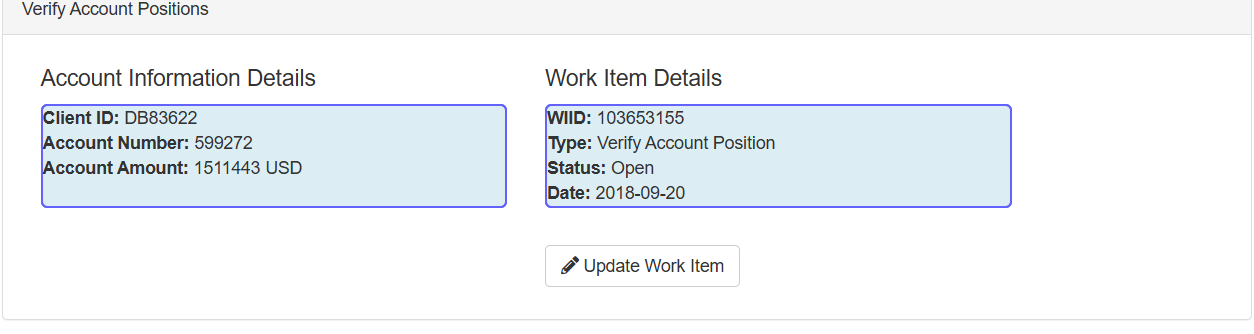 Verify Account Positions
Account Information Details
Client ID: DB83622
Account Number: 599272
Account Amount: 1511443 USD
Work Item Details
WIID: 103653155
Type: Verify Account Position
Status: Open
Date: 2018-09-20
Update Work Item